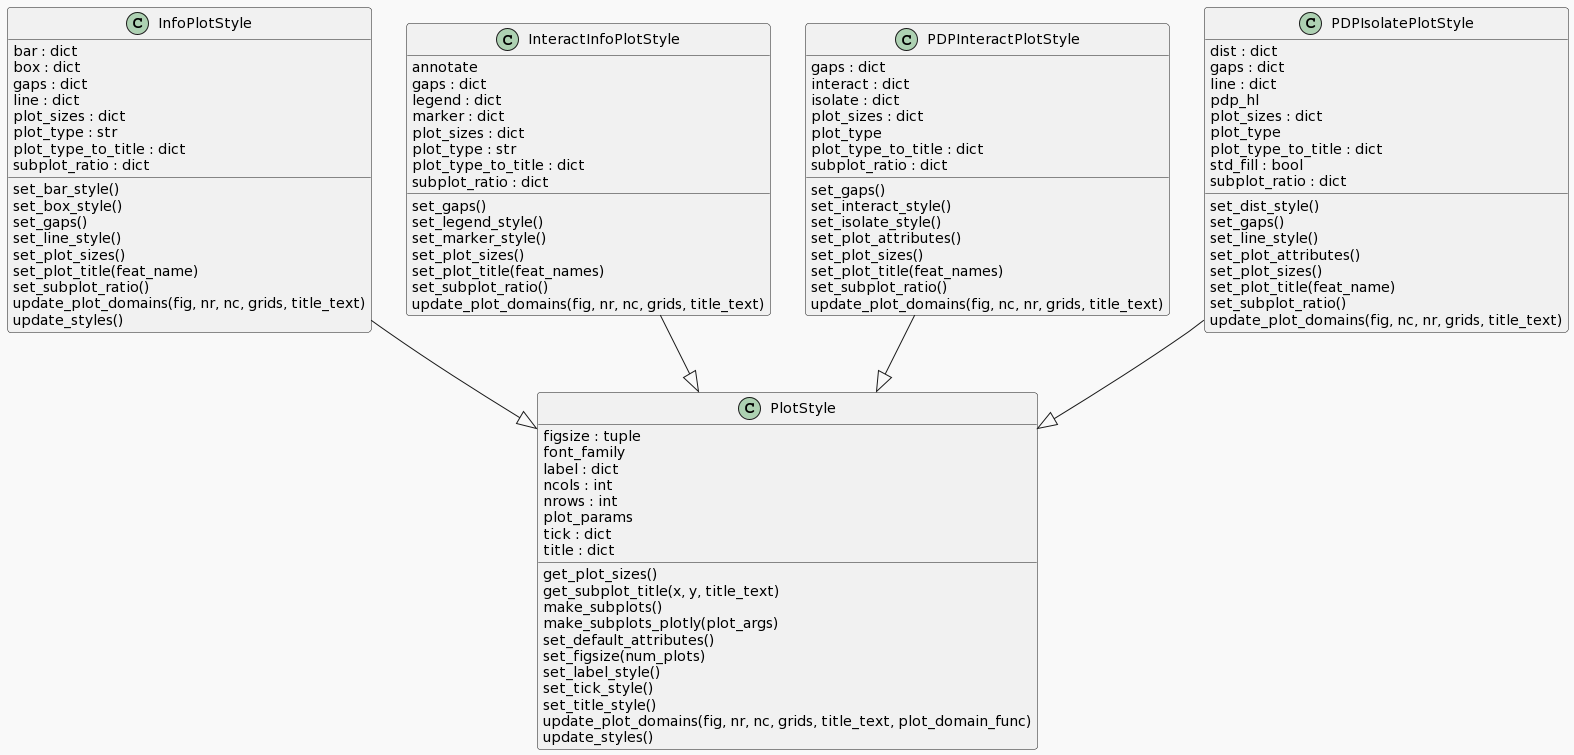 C InfoPlotStyle
bar : dict
box : dict
gaps : dict
line : dict
plot_sizes : dict
plot_type : str
plot_type_to_title : dict
subplot_ratio : dict
set_bar_style()
set_box_style()
set_gaps()
set_line_style()
set_plot_sizes()
set_plot_title(feat_name)
set_subplot_ratio()
update_plot_domains(fig, nr, nc, grids, title_text)
update_styles()
C InteractInfoPlotStyle
annotate
gaps : dict
legend : dict
marker : dict
plot_sizes : dict
plot_type : str
plot_type_to_title : dict
subplot_ratio : dict
set_gaps()
set_legend_style()
set_marker_style()
set_plot_sizes()
set_plot_title(feat_names)
set_subplot_ratio()
update_plot_domains(fig, nr, nc, grids, title_text)
C PDPInteractPlotStyle
gaps : dict
interact : dict
isolate : dict
plot_sizes : dict
plot_type
plot_type_to_title : dict
subplot_ratio : dict
set_gaps()
set_interact_style()
set_isolate_style()
set_plot_attributes()
set_plot_sizes()
set_plot_title(feat_names)
set_subplot_ratio()
update_plot_domains(fig, nc, nr, grids, title_text)
C PDPIsolatePlotStyle
dist : dict
gaps : dict
line : dict
pdp_hl
plot_sizes : dict
plot_type
plot_type_to_title : dict
std_fill : bool
subplot_ratio : dict
set_dist_style()
set_gaps()
set_line_style()
set_plot_attributes()
set_plot_sizes()
set_plot_title(feat_name)
set_subplot_ratio()
update_plot_domains(fig, nc, nr, grids, title_text)
C PlotStyle
figsize : tuple
font_family
label : dict
ncols : int
nrows : int
plot_params
tick : dict
title : dict
get_plot_sizes()
get_subplot_title(x, y, title_text)
make_subplots()
make_subplots_plotly(plot_args)
set_default_attributes()
set_figsize(num_plots)
set_label_style()
set_tick_style()
set_title_style()
update_plot_domains(fig, nr, nc, grids, title_text, plot_domain_func)
update_styles()